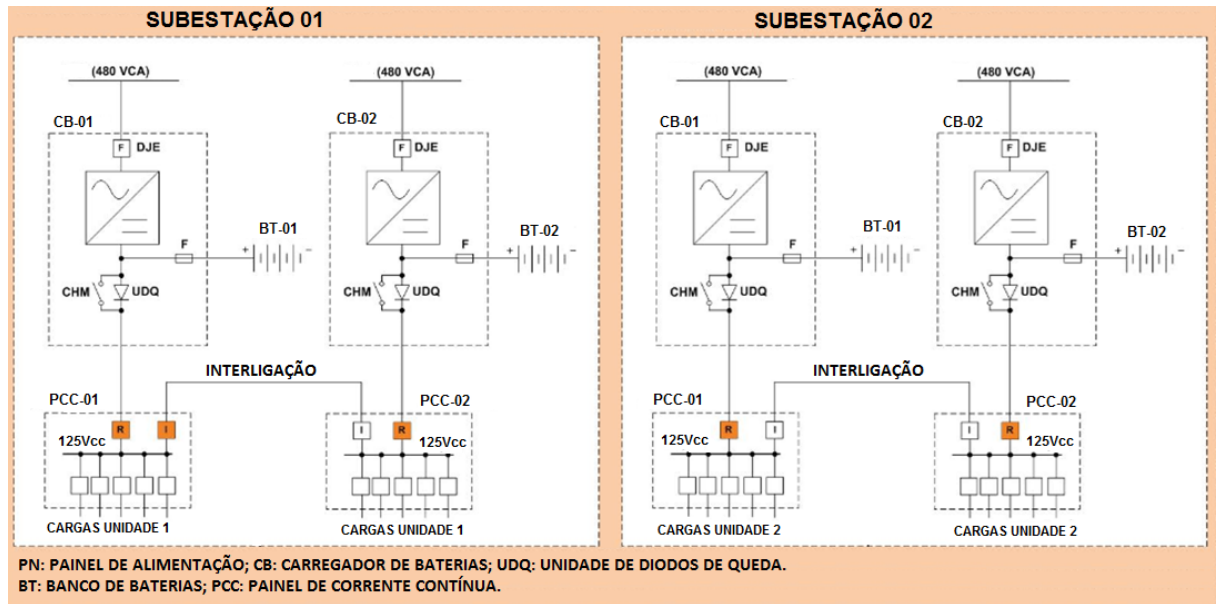 SUBESTAÇÃO 01
(480 VCA)
(480 VCA)
CB-01
CB-02
F DJE
F DJE
BT-01
BT-02
F
F
+ −
+ −
CHM
UDQ
CHM
UDQ
INTERLIGAÇÃO
PCC-01
PCC-02
R
I
I
R
125Vcc
125Vcc
CARGAS UNIDADE 1
CARGAS UNIDADE 1
SUBESTAÇÃO 02
(480 VCA)
(480 VCA)
CB-01
CB-02
F DJE
F DJE
BT-01
BT-02
F
F
+ −
+ −
CHM
UDQ
CHM
UDQ
INTERLIGAÇÃO
PCC-01
PCC-02
R
I
I
R
125Vcc
125Vcc
CARGAS UNIDADE 2
CARGAS UNIDADE 2
PN: PAINEL DE ALIMENTAÇÃO; CB: CARREGADOR DE BATERIAS; UDQ: UNIDADE DE DIODOS DE QUEDA.
BT: BANCO DE BATERIAS; PCC: PAINEL DE CORRENTE CONTÍNUA.